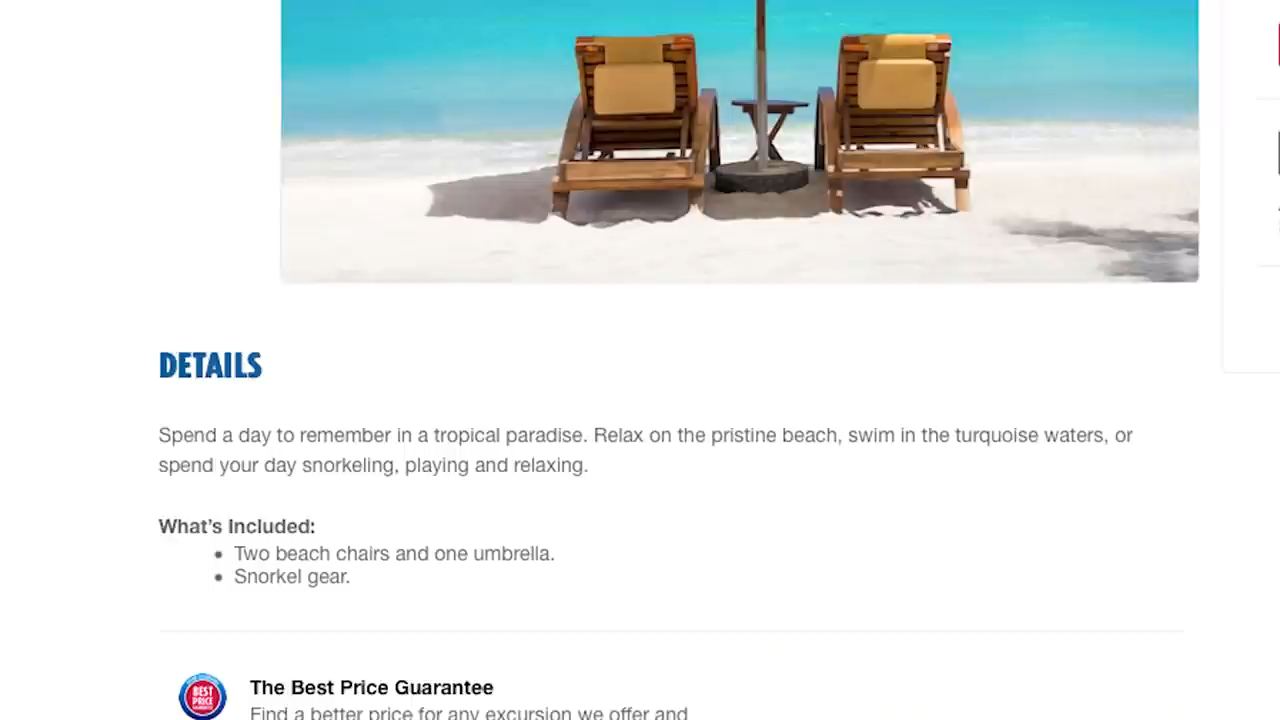 DETAILS
Spend a day to remember in a tropical paradise. Relax on the pristine beach, swim in the turquoise waters, or
spend your day snorkeling, playing and relaxing.
What's Included:
• Two beach chairs and one umbrella.
• Snorkel gear.
BEST
PRICE
The Best Price Guarantee
Find a better price for any excursion we offer and